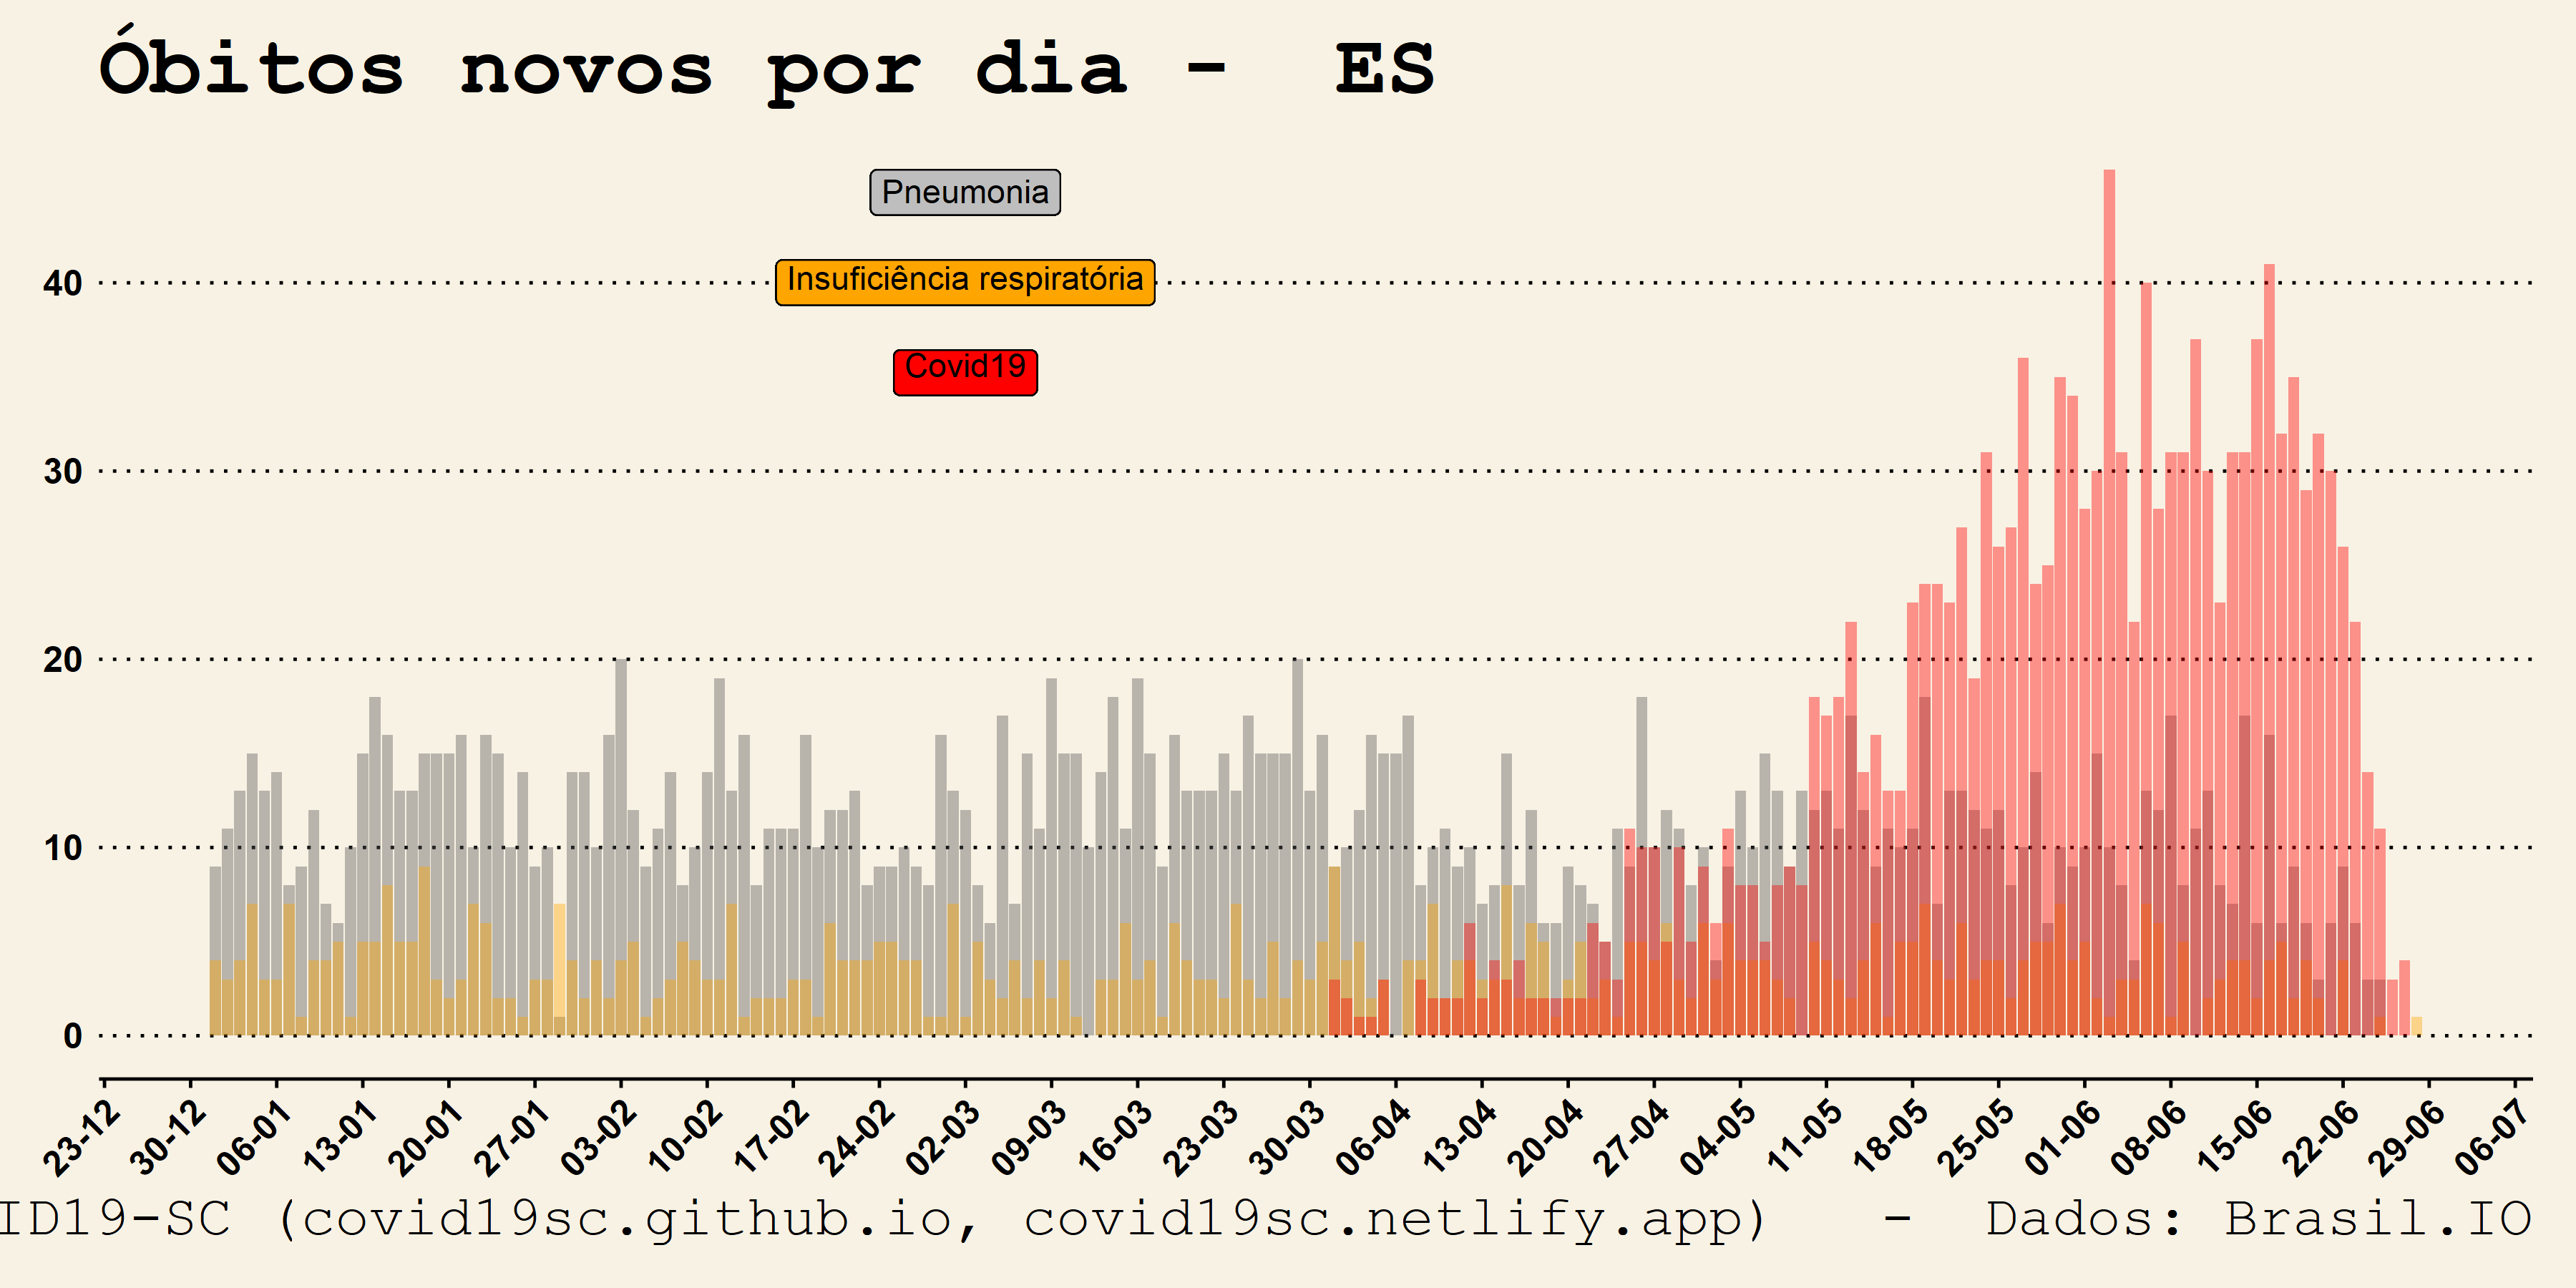 Óbitos novos por dia -  ES
Pneumonia
Insuficiência respiratória
Covid19
40
30
20
10
0
23-12 30-12 06-01 13-01 20-01 27-01 03-02 10-02 17-02 24-02 02-03 09-03 16-03 23-03 30-03 06-04 13-04 20-04 27-04 04-05 11-05 18-05 25-05 01-06 08-06 15-06 22-06 29-06 06-07
ID19-SC (covid19sc.github.io, covid19sc.netlify.app)  -  Dados: Brasil.IO